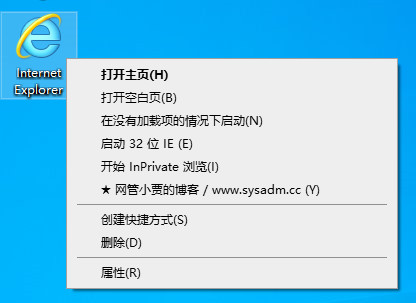 Internet
Explorer
打开主页(H)
打开空白页(B)
在没有加载项的情况下启动(N)
启动 32 位 IE (E)
开始 InPrivate 浏览(I)
★ 网管小贾的博客 / www.sysadm.cc (Y)
创建快捷方式(S)
删除(D)
属性(R)